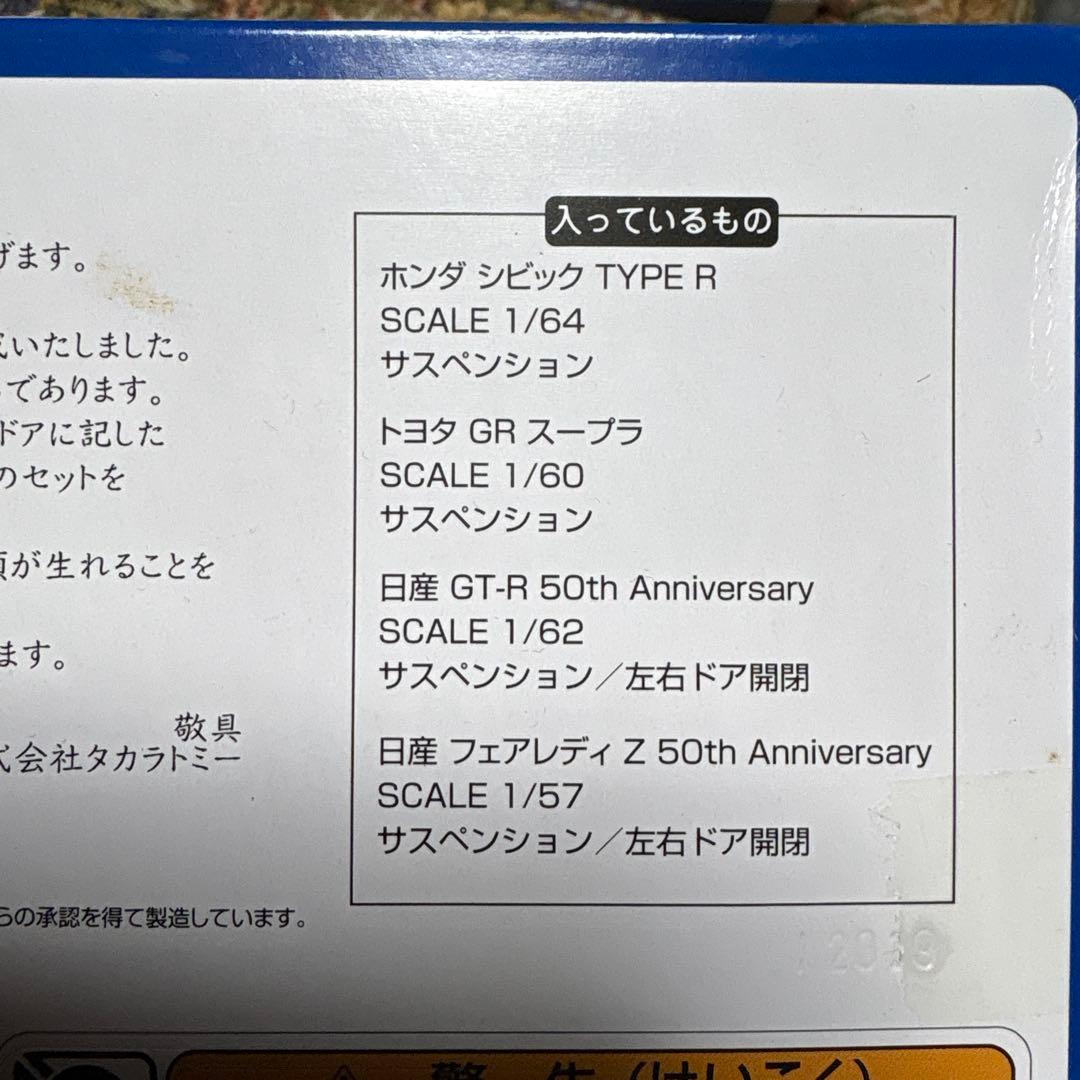 げます。
いたしました。
であります。
ドアに記した
のセットを
が生れることを
ます。
敬具
式会社タカラトミー
らの承認を得て製造しています。
入っているもの
ホンダ シビック TYPE R
SCALE 1/64
サスペンション
トヨタ GR スープラ
SCALE 1/60
サスペンション
日産 GT-R 50th Anniversary
SCALE 1/62
サスペンション／左右ドア開閉
日産 フェアレディ Z 50th Anniversary
SCALE 1/57
サスペンション／左右ドア開閉
警 告 (けいこく)